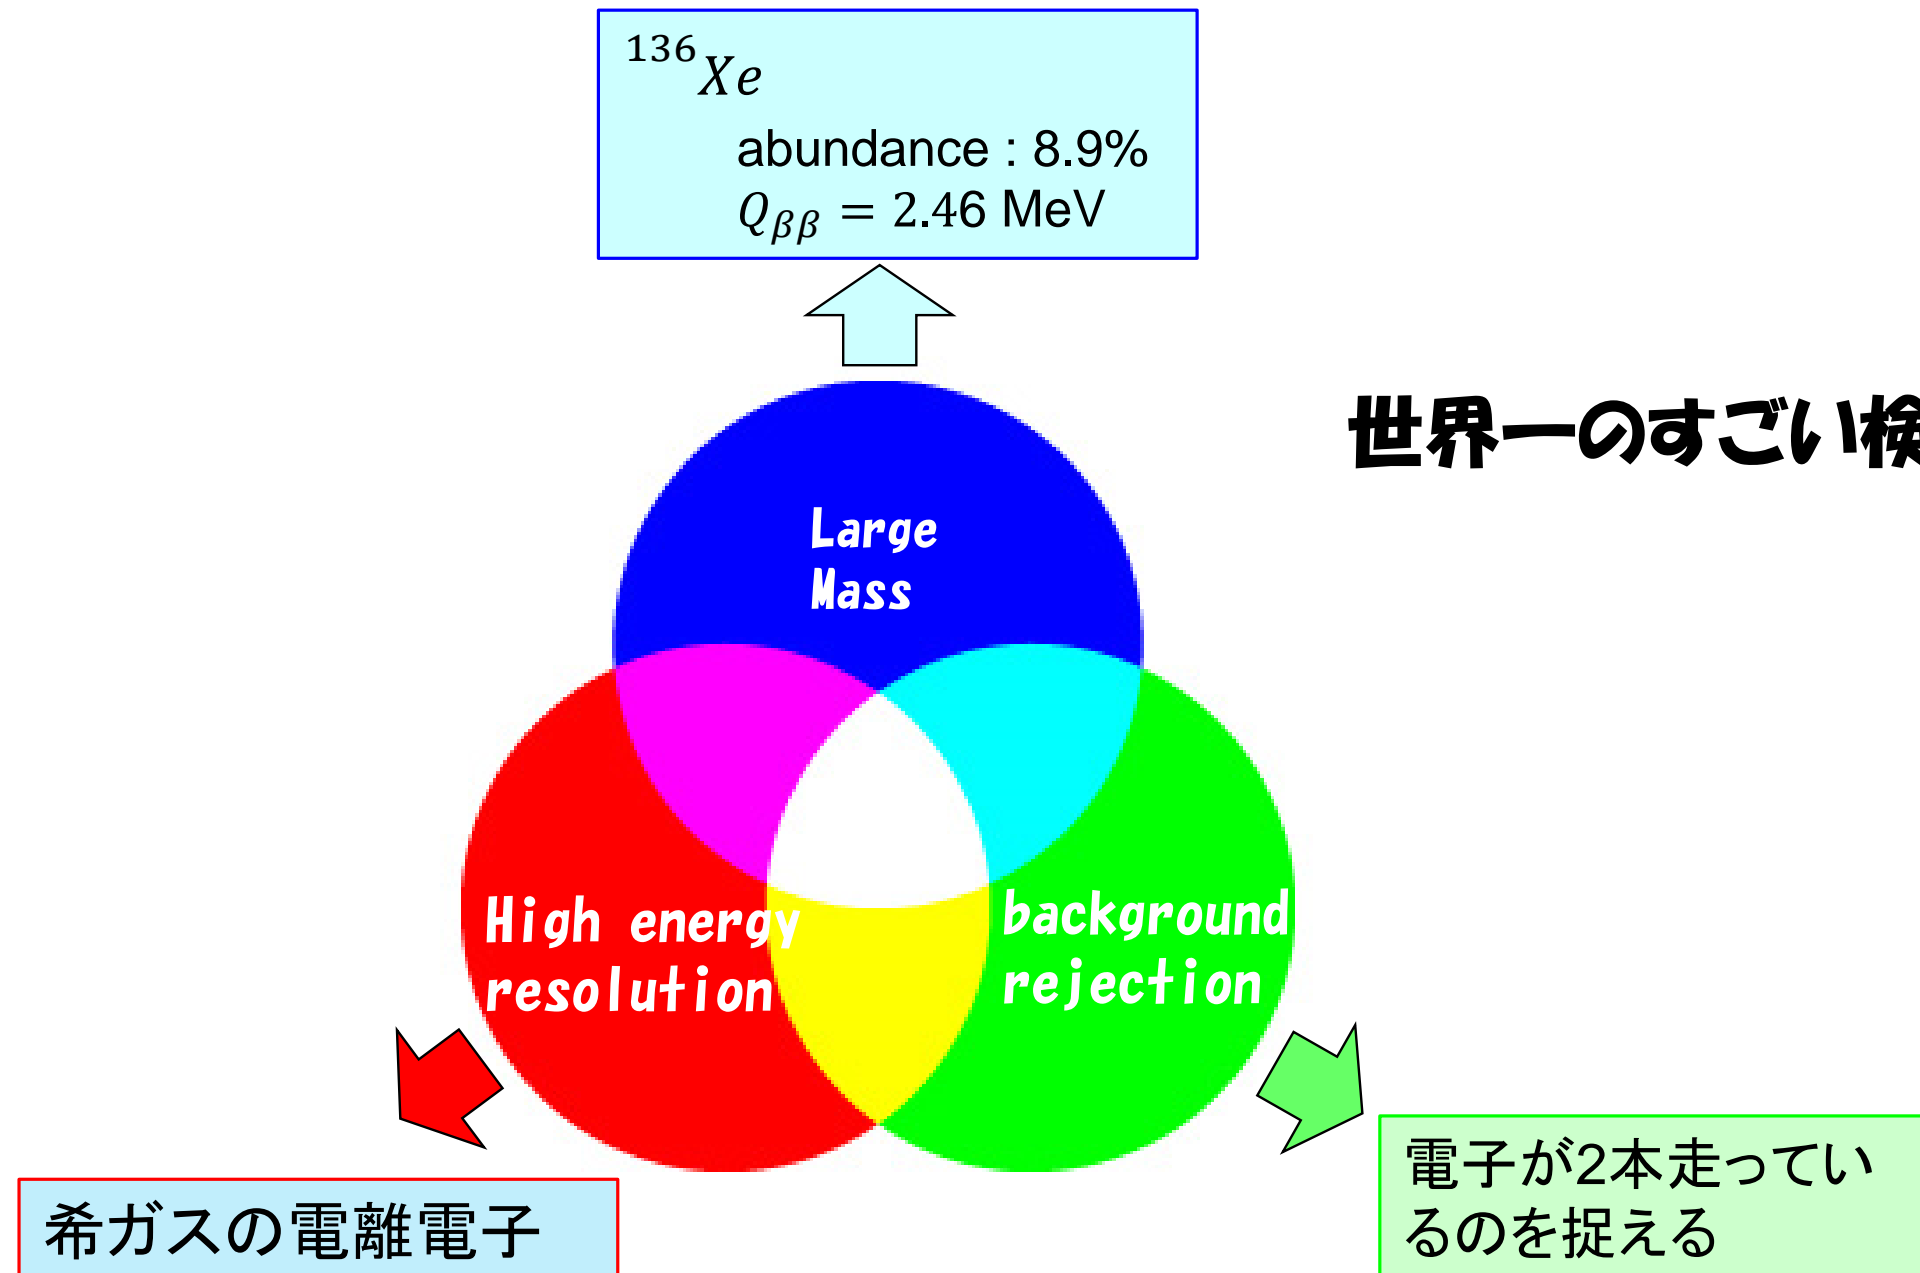 ¹³⁶Xe
abundance : 8.9%
Q_ββ = 2.46 MeV
世界一のすごい検
Large
Mass
High energy
resolution
background
rejection
希ガスの電離電子
電子が2本走ってい
るのを捉える